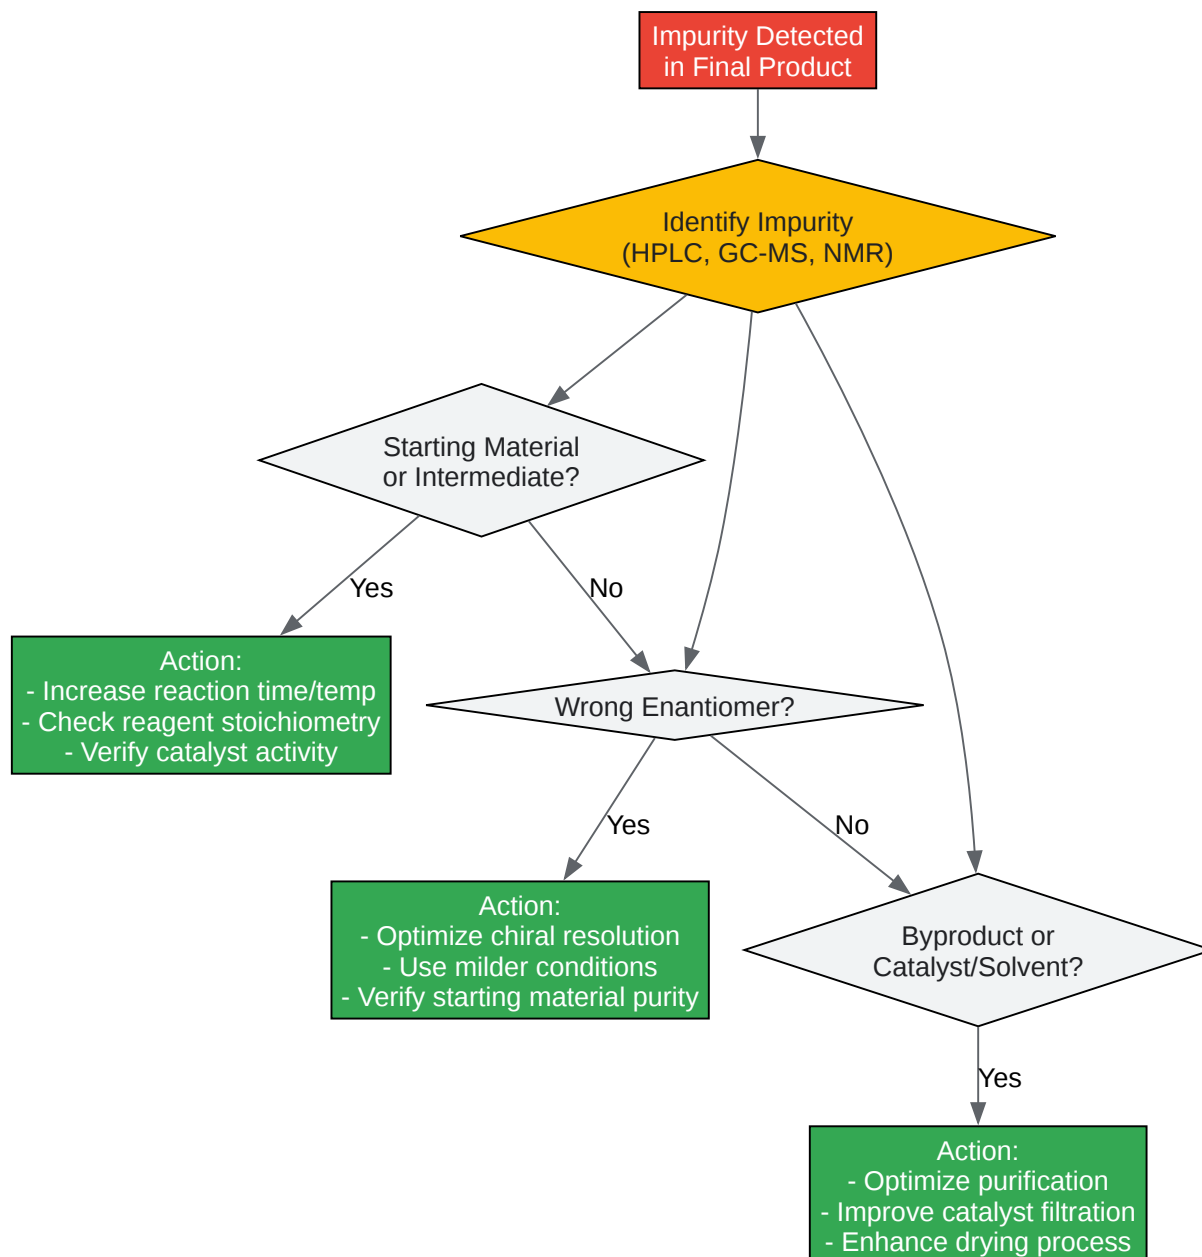 Impurity Detected
in Final Product
Identify Impurity
(HPLC, GC-MS, NMR)
Starting Material
or Intermediate?
Yes
No
Action:
- Increase reaction time/temp
- Check reagent stoichiometry
- Verify catalyst activity
Wrong Enantiomer?
Yes
No
Action:
- Optimize chiral resolution
- Use milder conditions
- Verify starting material purity
Byproduct or
Catalyst/Solvent?
Yes
Action:
- Optimize purification
- Improve catalyst filtration
- Enhance drying process